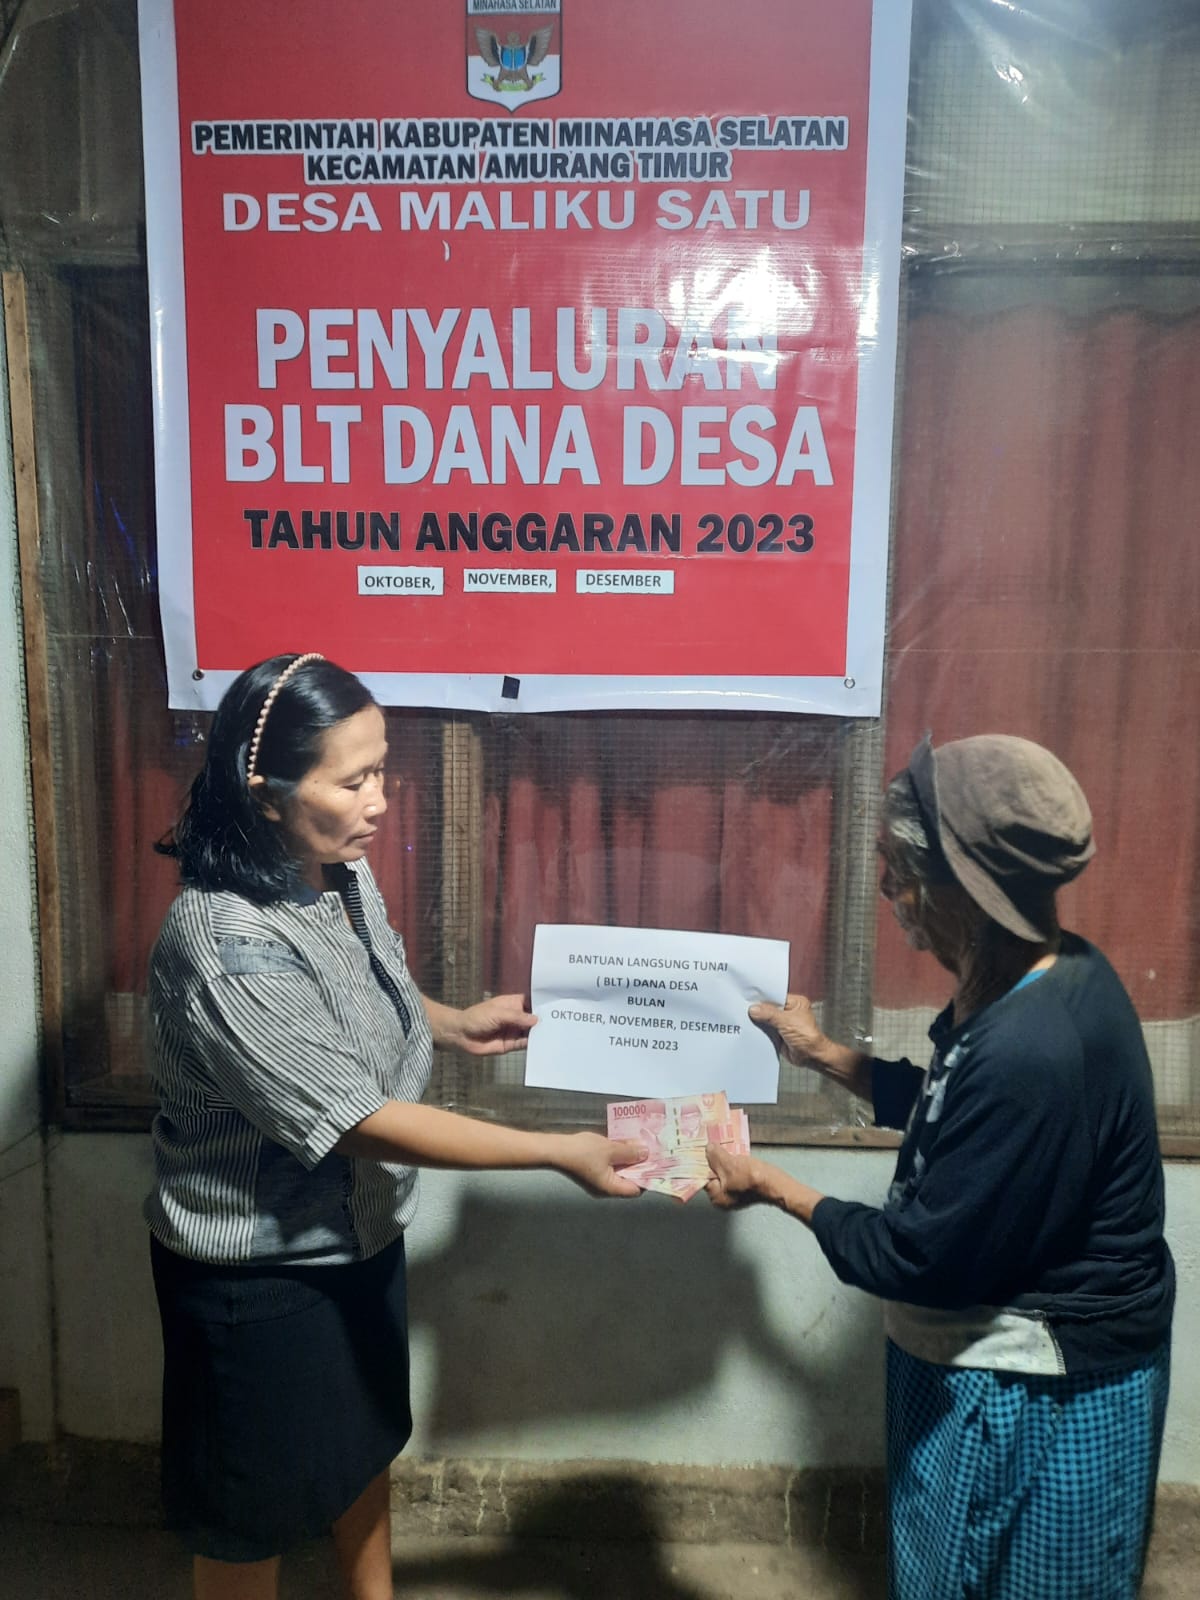 MINAHASA SELATAN
PEMERINTAH KABUPATEN MINAHASA SELATAN
KECAMATAN AMURANG TIMUR
DESA MALIKU SATU
PENYALURAN
BLT DANA DESA
TAHUN ANGGARAN 2023
OKTOBER, NOVEMBER, DESEMBER
BANTUAN LANGSUNG TUNAI
( BLT ) DANA DESA
BULAN
OKTOBER, NOVEMBER, DESEMBER
TAHUN 2023
100000